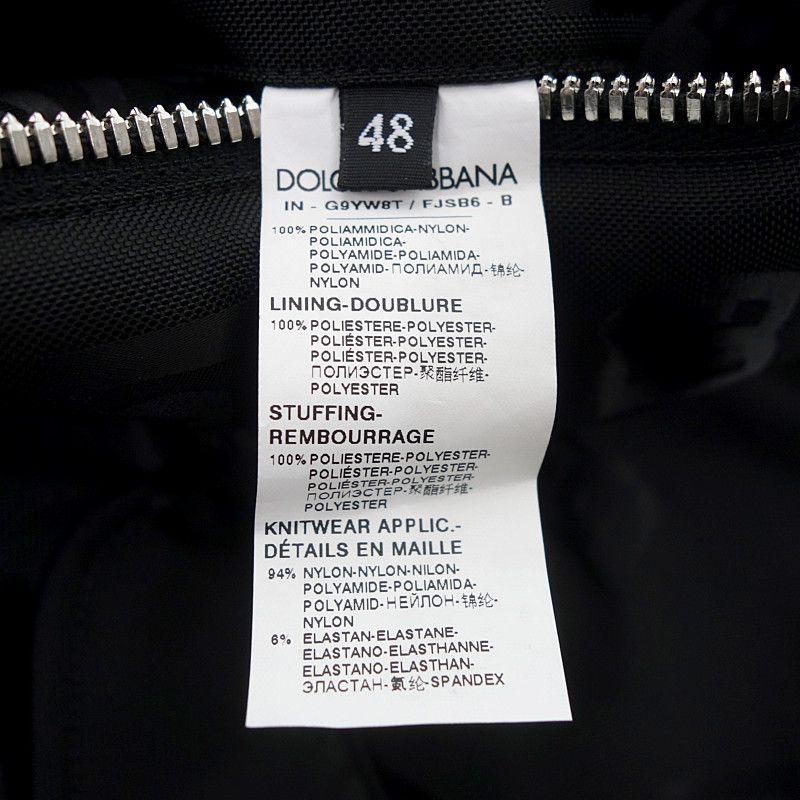 48
DOLC BBANA
IN - G9YW8T / FJSB6 - B
100% POLIAMMIDICA-NYLON-
POLIAMIDICA-
POLYAMIDE-POLIAMIDA-
POLYAMID-ПОЛИАМИД-锦纶-
NYLON
LINING-DOUBLURE
100% POLIESTERE-POLYESTER-
POLIÉSTER-POLYESTER-
POLIÉSTER-POLYESTER-
ПОЛИЭСТЕР-聚酯纤维-
POLYESTER
STUFFING-
REMBOURRAGE
100% POLIESTERE-POLYESTER-
POLIÉSTER-POLYESTER-
POLIÉSTER-POLYESTER-
ПОЛИЭСТЕР-聚酯纤维-
POLYESTER
KNITWEAR APPLIC.-
DÉTAILS EN MAILLE
94% NYLON-NYLON-NILON-
POLYAMIDE-POLIAMIDA-
POLYAMID-НЕЙЛОН-锦纶-
NYLON
6% ELASTAN-ELASTANE-
ELASTANO-ELASTHANNE-
ELASTANO-ELASTHAN-
ЭЛАСТАН-氨纶-SPANDEX